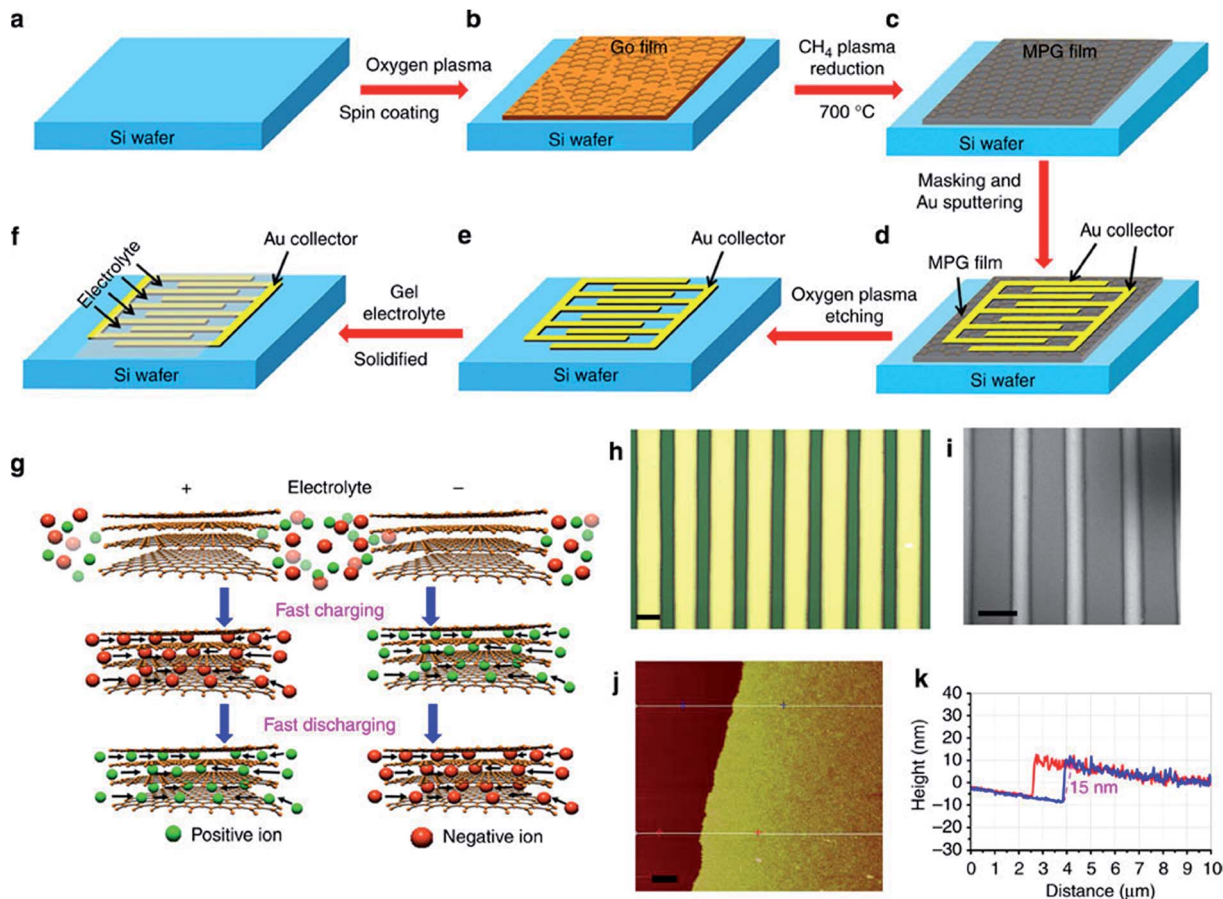 a
Si wafer
Oxygen plasma
Spin coating
b
Go film
Si wafer
CH₄ plasma
reduction
700 °C
c
MPG film
Si wafer
Masking and
Au sputtering
d
Au collector
MPG film
Si wafer
Oxygen plasma
etching
e
Au collector
Si wafer
Gel
electrolyte
Solidified
f
Au collector
Electrolyte
Si wafer
g
+ Electrolyte −
Fast charging
Fast discharging
Positive ion
Negative ion
h
i
j
k
Height (nm)
40
30
20
10
0
−10
−20
−30
15 nm
0 1 2 3 4 5 6 7 8 9 10
Distance (μm)